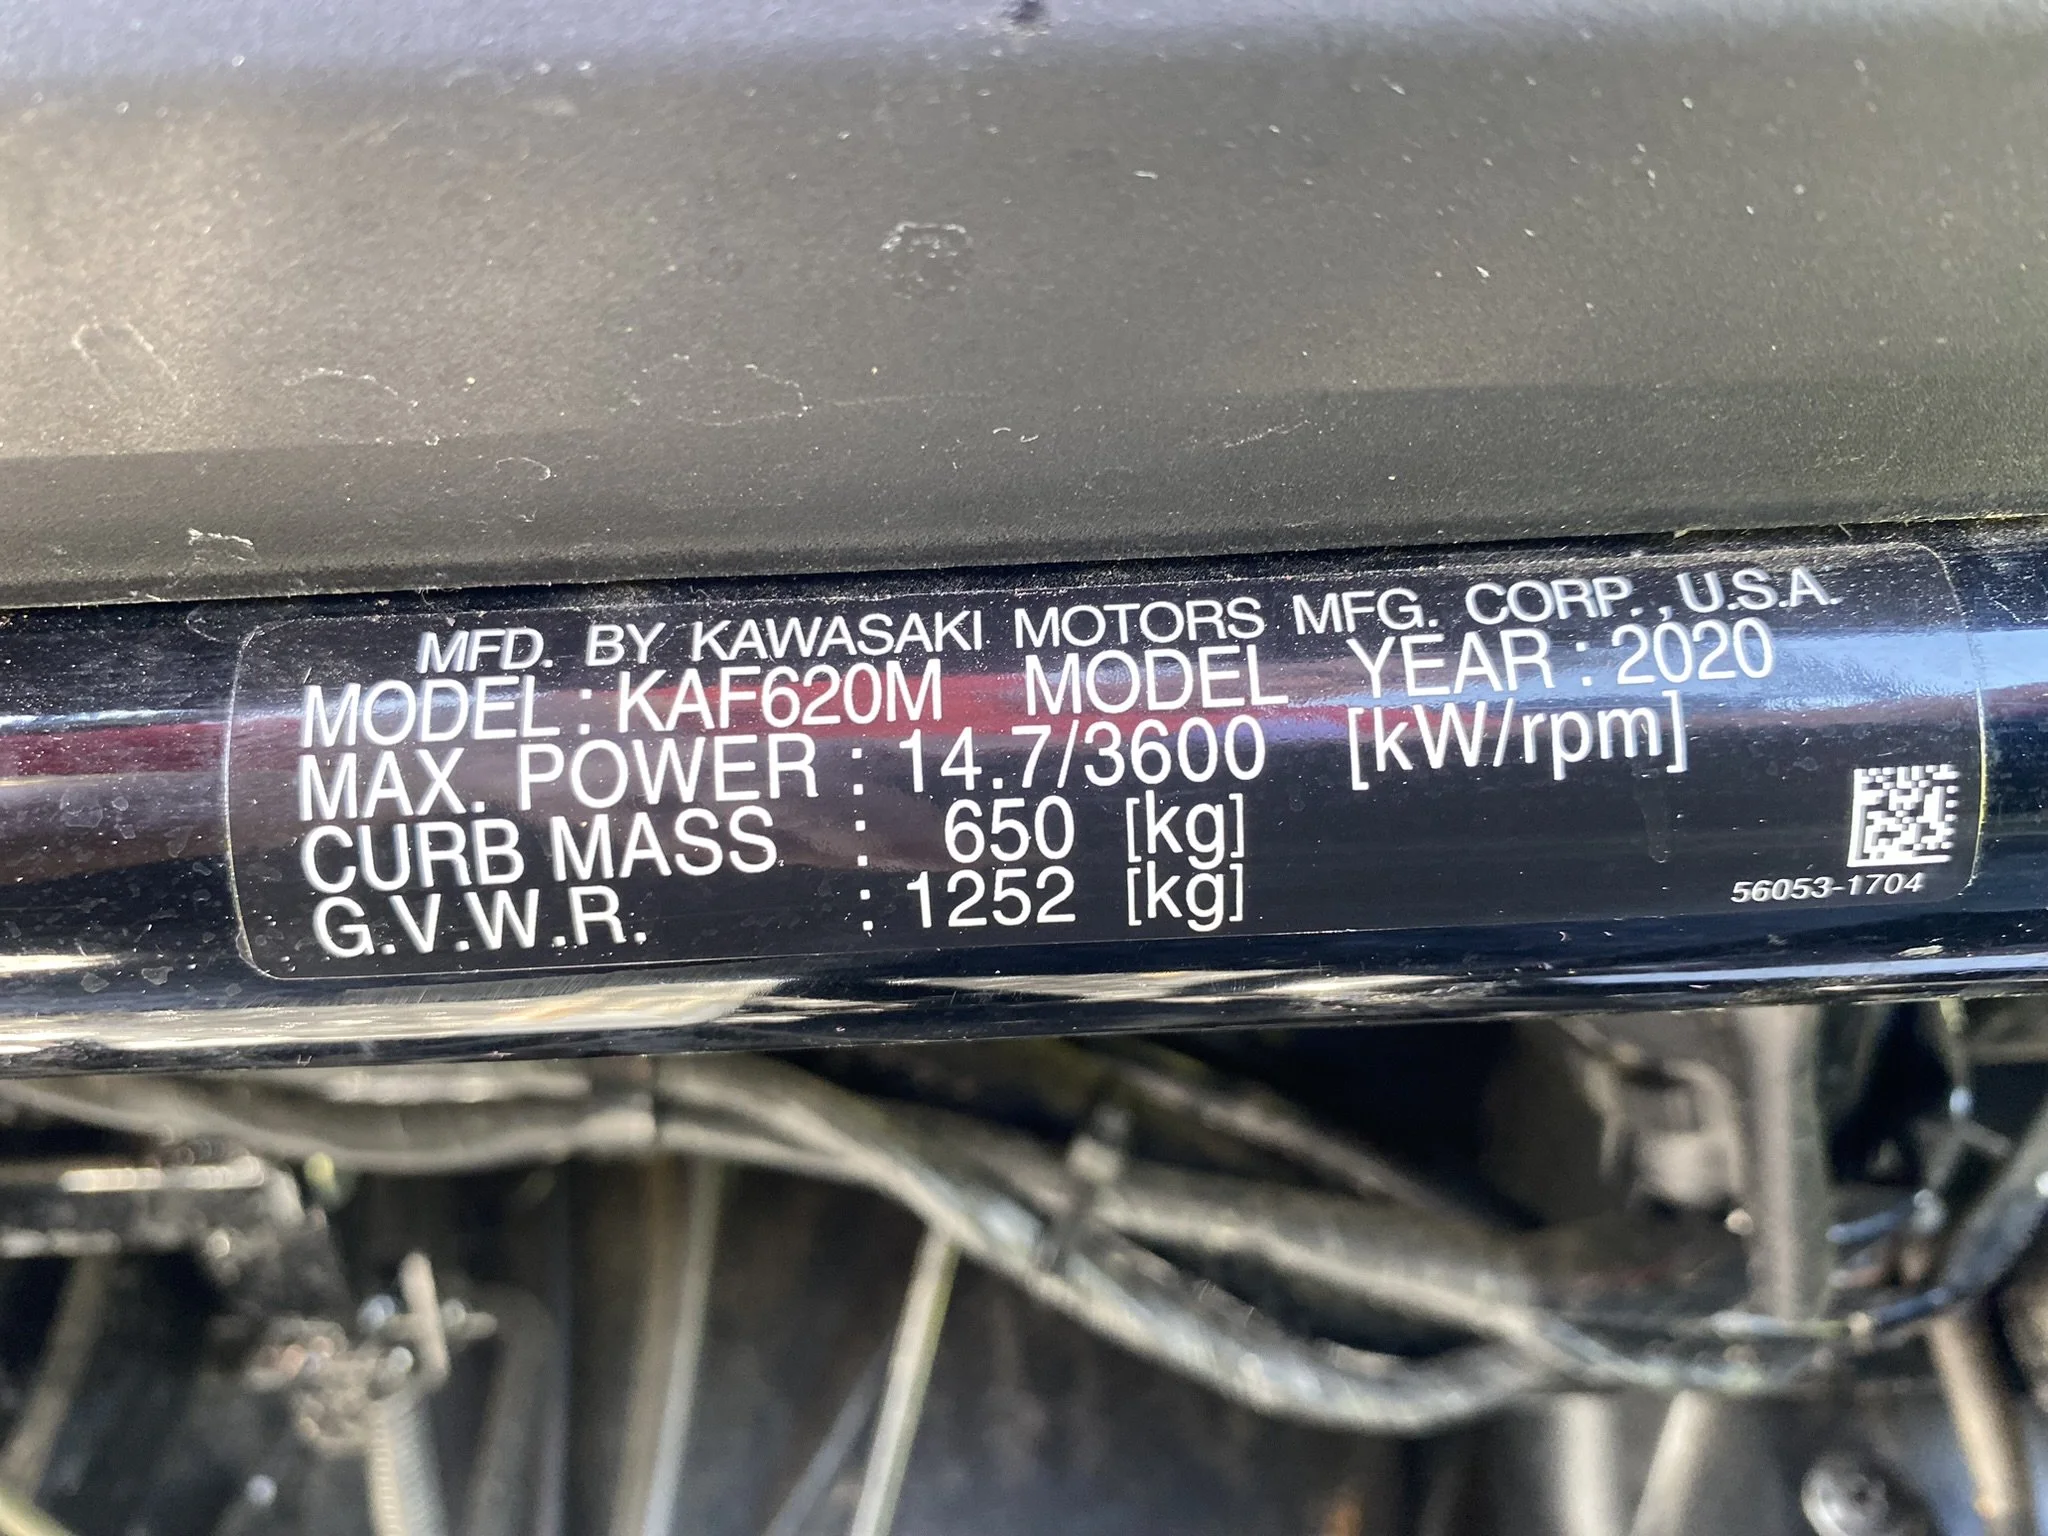 MFD. BY KAWASAKI MOTORS MFG. CORP., U.S.A.
MODEL : KAF620M MODEL YEAR : 2020
MAX. POWER : 14.7/3600 [kW/rpm]
CURB MASS : 650 [kg]
G.V.W.R. : 1252 [kg]
56053-1704